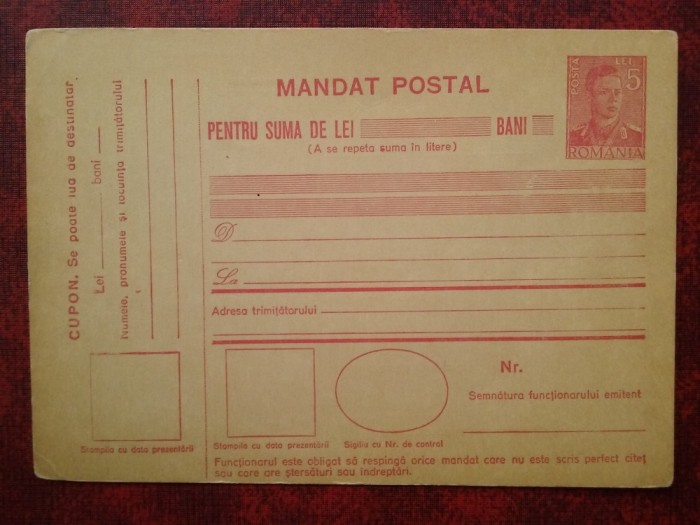 CUPON. Se poate lua de destinatar.
Lei bani
Numele, pronumele și locuința trimițătorului
Stampila cu data prezentării
MANDAT POSTAL
POSTA LEI 5
ROMANIA
PENTRU SUMA DE LEI BANI
(A se repeta suma în litere)
D
La
Adresa trimițătorului
Nr.
Semnătura funcționarului emitent
Stampila cu data prezentării Sigiliu cu Nr. de control
Funcționarul este obligat să respingă orice mandat care nu este scris perfect citeț
sau care are ștersături sau îndreptări.